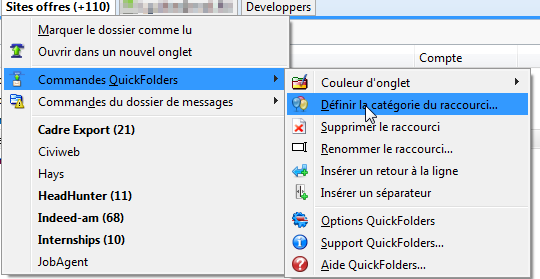 Sites offres (+110)
Developpers
Compte
Marquer le dossier comme lu
Ouvrir dans un nouvel onglet
Commandes QuickFolders
Commandes du dossier de messages
Cadre Export (21)
Civiweb
Hays
HeadHunter (11)
Indeed-am (68)
Internships (10)
JobAgent
Couleur d'onglet
Définir la catégorie du raccourci...
Supprimer le raccourci
Renommer le raccourci...
Insérer un retour à la ligne
Insérer un séparateur
Options QuickFolders
Support QuickFolders...
Aide QuickFolders...